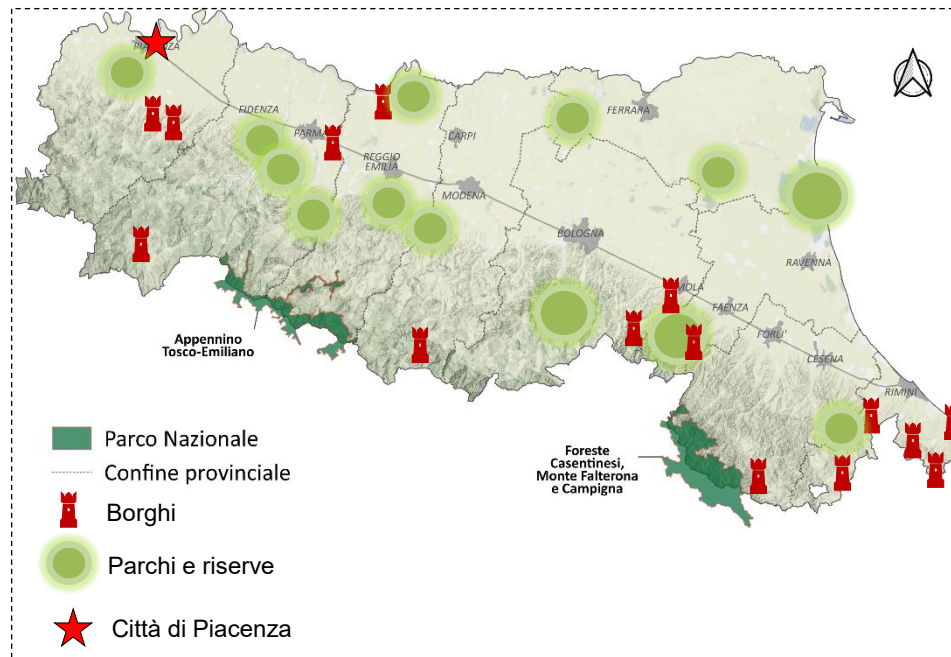 PIACENZA
FERRARA
FIDENZA
PARMA
CARPI
REGGIO
EMILIA
MODENA
BOLOGNA
RAVENNA
IMOLA
FAENZA
FORLI'
CESENA
RIMINI
Appennino
Tosco-Emiliano
Foreste
Casentinesi,
Monte Falterona
e Campigna
Parco Nazionale
Confine provinciale
Borghi
Parchi e riserve
Città di Piacenza